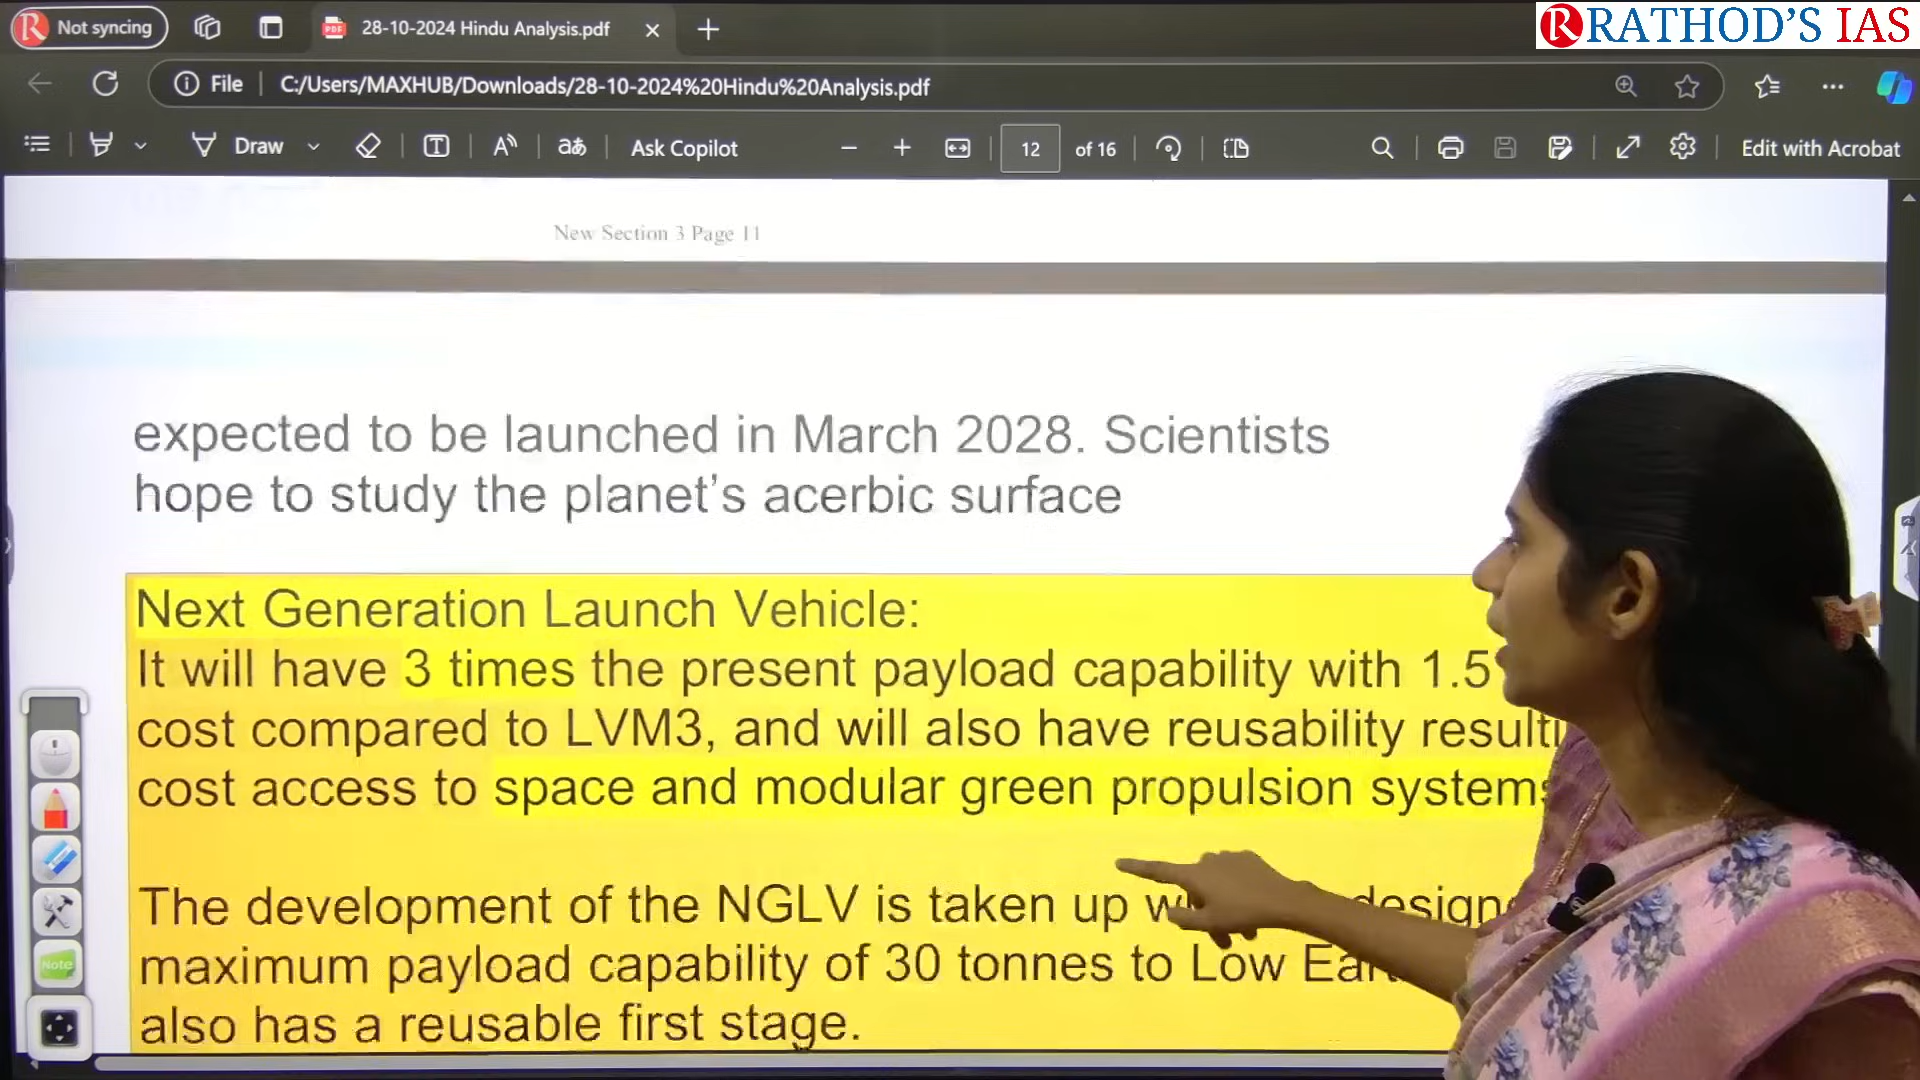 Not syncing
28-10-2024 Hindu Analysis.pdf
RATHOD'S IAS
File
C:/Users/MAXHUB/Downloads/28-10-2024%20Hindu%20Analysis.pdf
Draw
Ask Copilot
12 of 16
Edit with Acrobat
New Section 3 Page 11
expected to be launched in March 2028. Scientists
hope to study the planet's acerbic surface
Next Generation Launch Vehicle:
It will have 3 times the present payload capability with 1.5
cost compared to LVM3, and will also have reusability
cost access to space and modular green propulsion systems
The development of the NGLV is taken up
maximum payload capability of 30 tonnes to Low
also has a reusable first stage.
Note